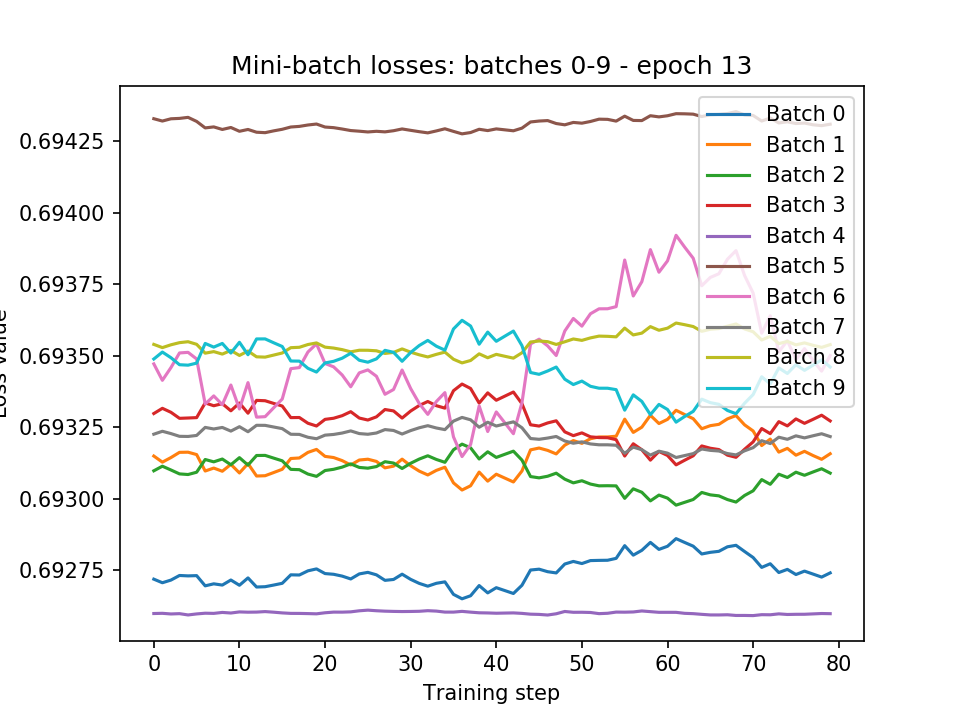 Mini-batch losses: batches 0-9 - epoch 13
Loss value
0.69425
0.69400
0.69375
0.69350
0.69325
0.69300
0.69275
0
10
20
30
40
50
60
70
80
Training step
Batch 0
Batch 1
Batch 2
Batch 3
Batch 4
Batch 5
Batch 6
Batch 7
Batch 8
Batch 9